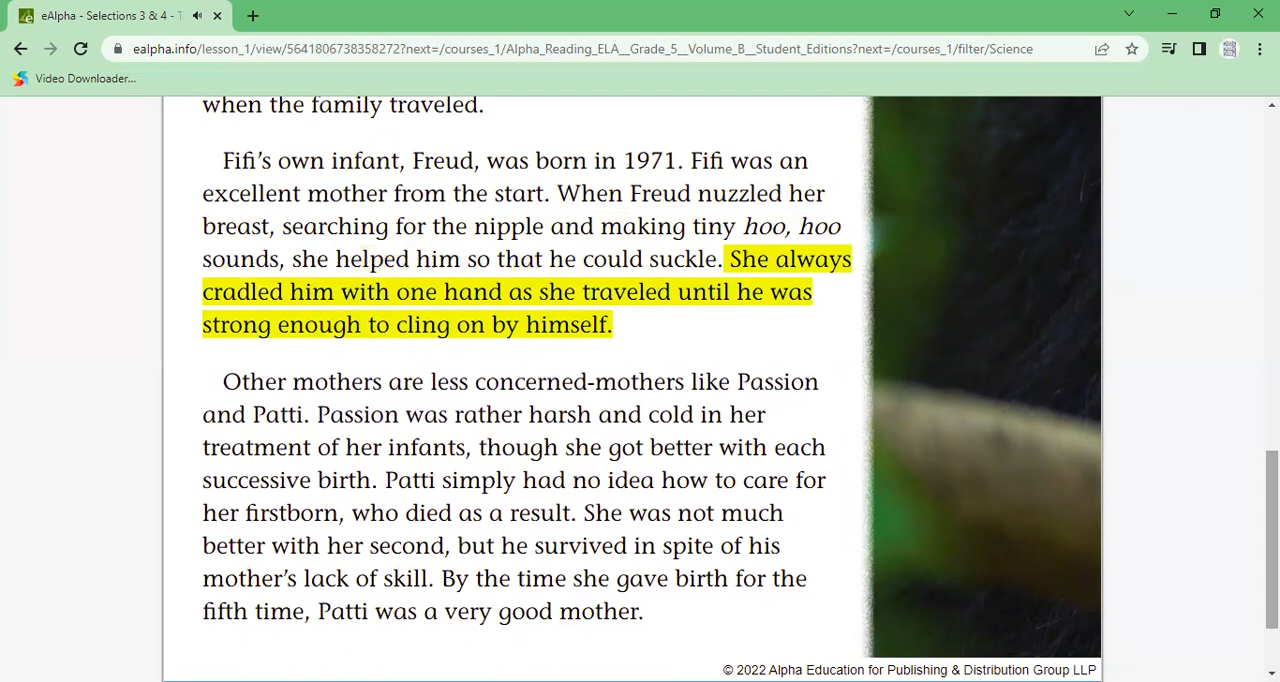 eAlpha - Selections 3 & 4 - T
ealpha.info/lesson_1/view/5641806738358272?next=/courses_1/Alpha_Reading_ELA__Grade_5__Volume_B__Student_Editions?next=/courses_1/filter/Science
Video Downloader...
when the family traveled.
Fifi's own infant, Freud, was born in 1971. Fifi was an
excellent mother from the start. When Freud nuzzled her
breast, searching for the nipple and making tiny hoo, hoo
sounds, she helped him so that he could suckle. She always
cradled him with one hand as she traveled until he was
strong enough to cling on by himself.
Other mothers are less concerned-mothers like Passion
and Patti. Passion was rather harsh and cold in her
treatment of her infants, though she got better with each
successive birth. Patti simply had no idea how to care for
her firstborn, who died as a result. She was not much
better with her second, but he survived in spite of his
mother's lack of skill. By the time she gave birth for the
fifth time, Patti was a very good mother.
© 2022 Alpha Education for Publishing & Distribution Group LLP